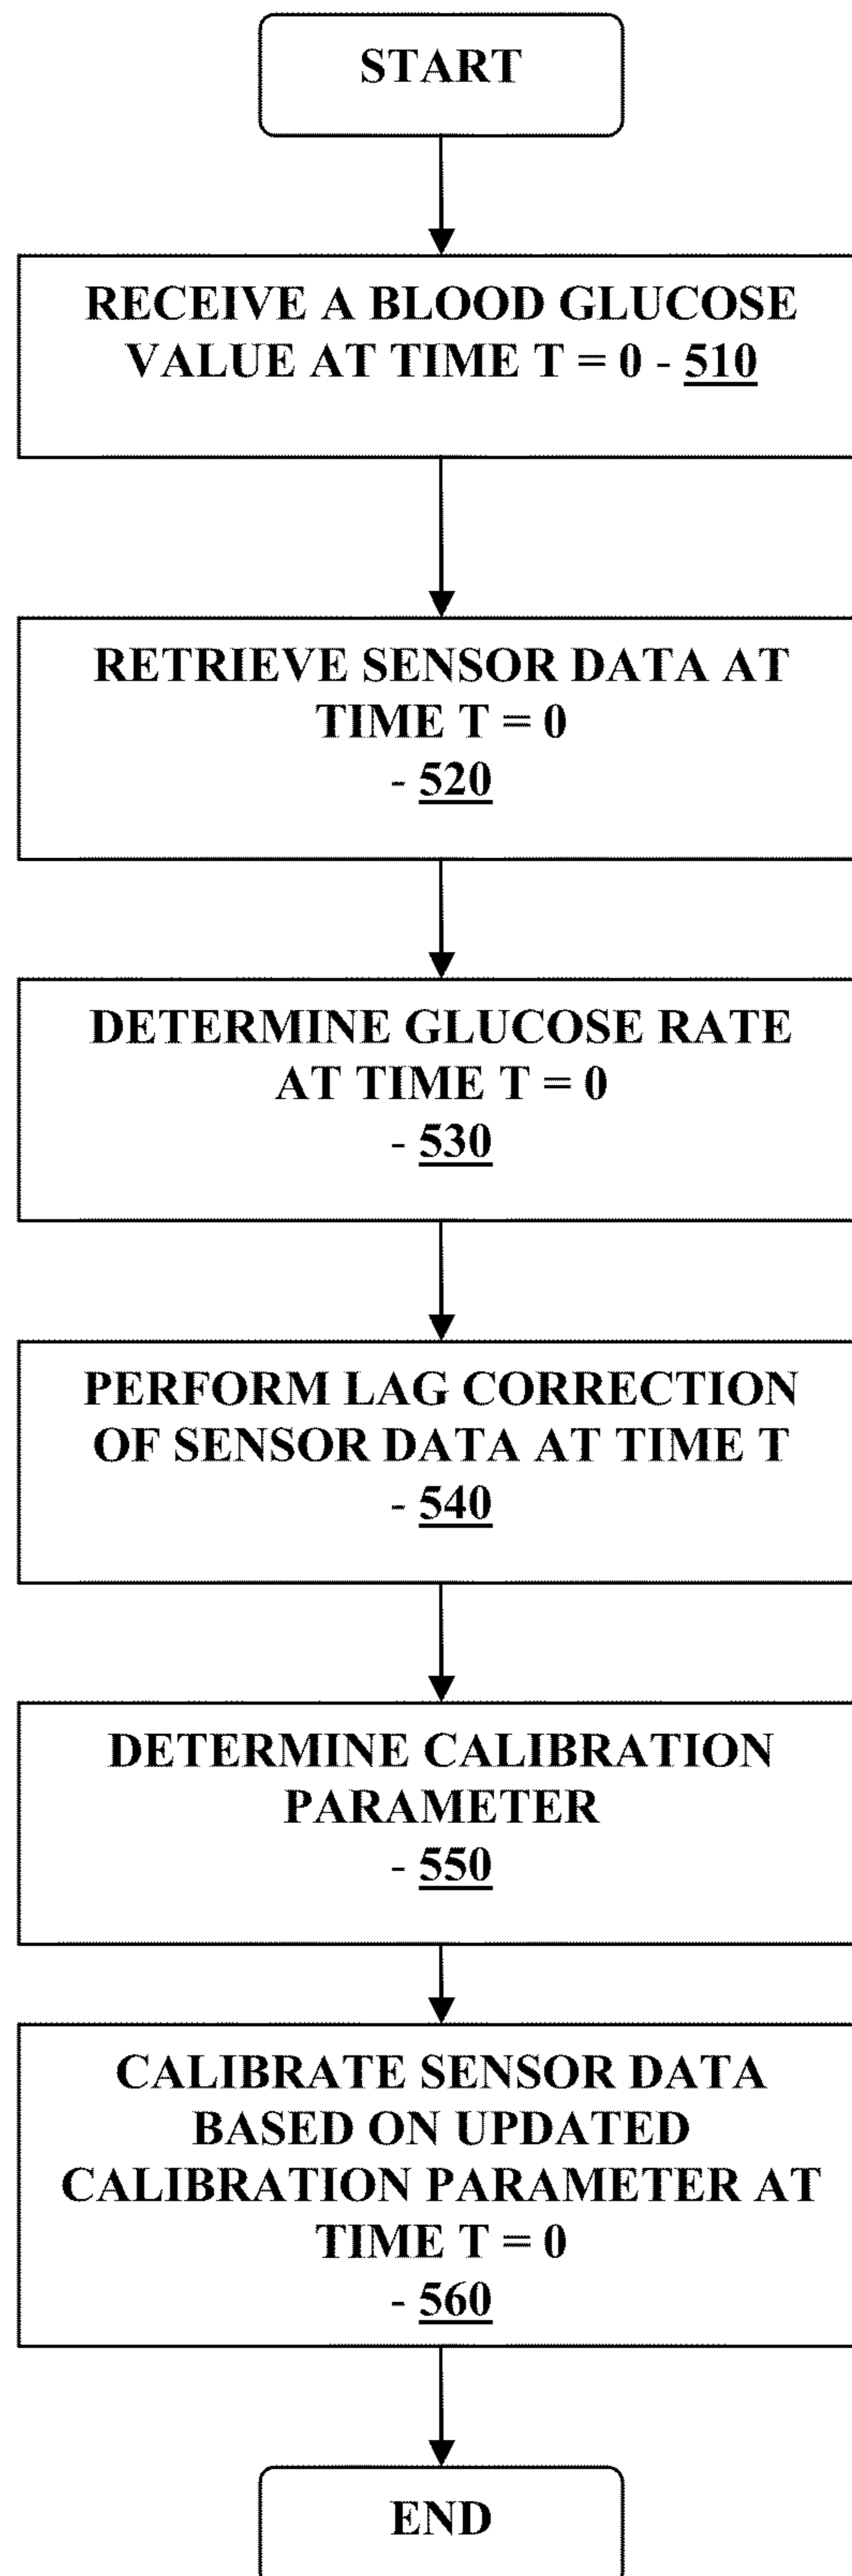 START
RECEIVE A BLOOD GLUCOSE
VALUE AT TIME T = 0 - 510
RETRIEVE SENSOR DATA AT
TIME T = 0
- 520
DETERMINE GLUCOSE RATE
AT TIME T = 0
- 530
PERFORM LAG CORRECTION
OF SENSOR DATA AT TIME T
- 540
DETERMINE CALIBRATION
PARAMETER
- 550
CALIBRATE SENSOR DATA
BASED ON UPDATED
CALIBRATION PARAMETER AT
TIME T = 0
- 560
END